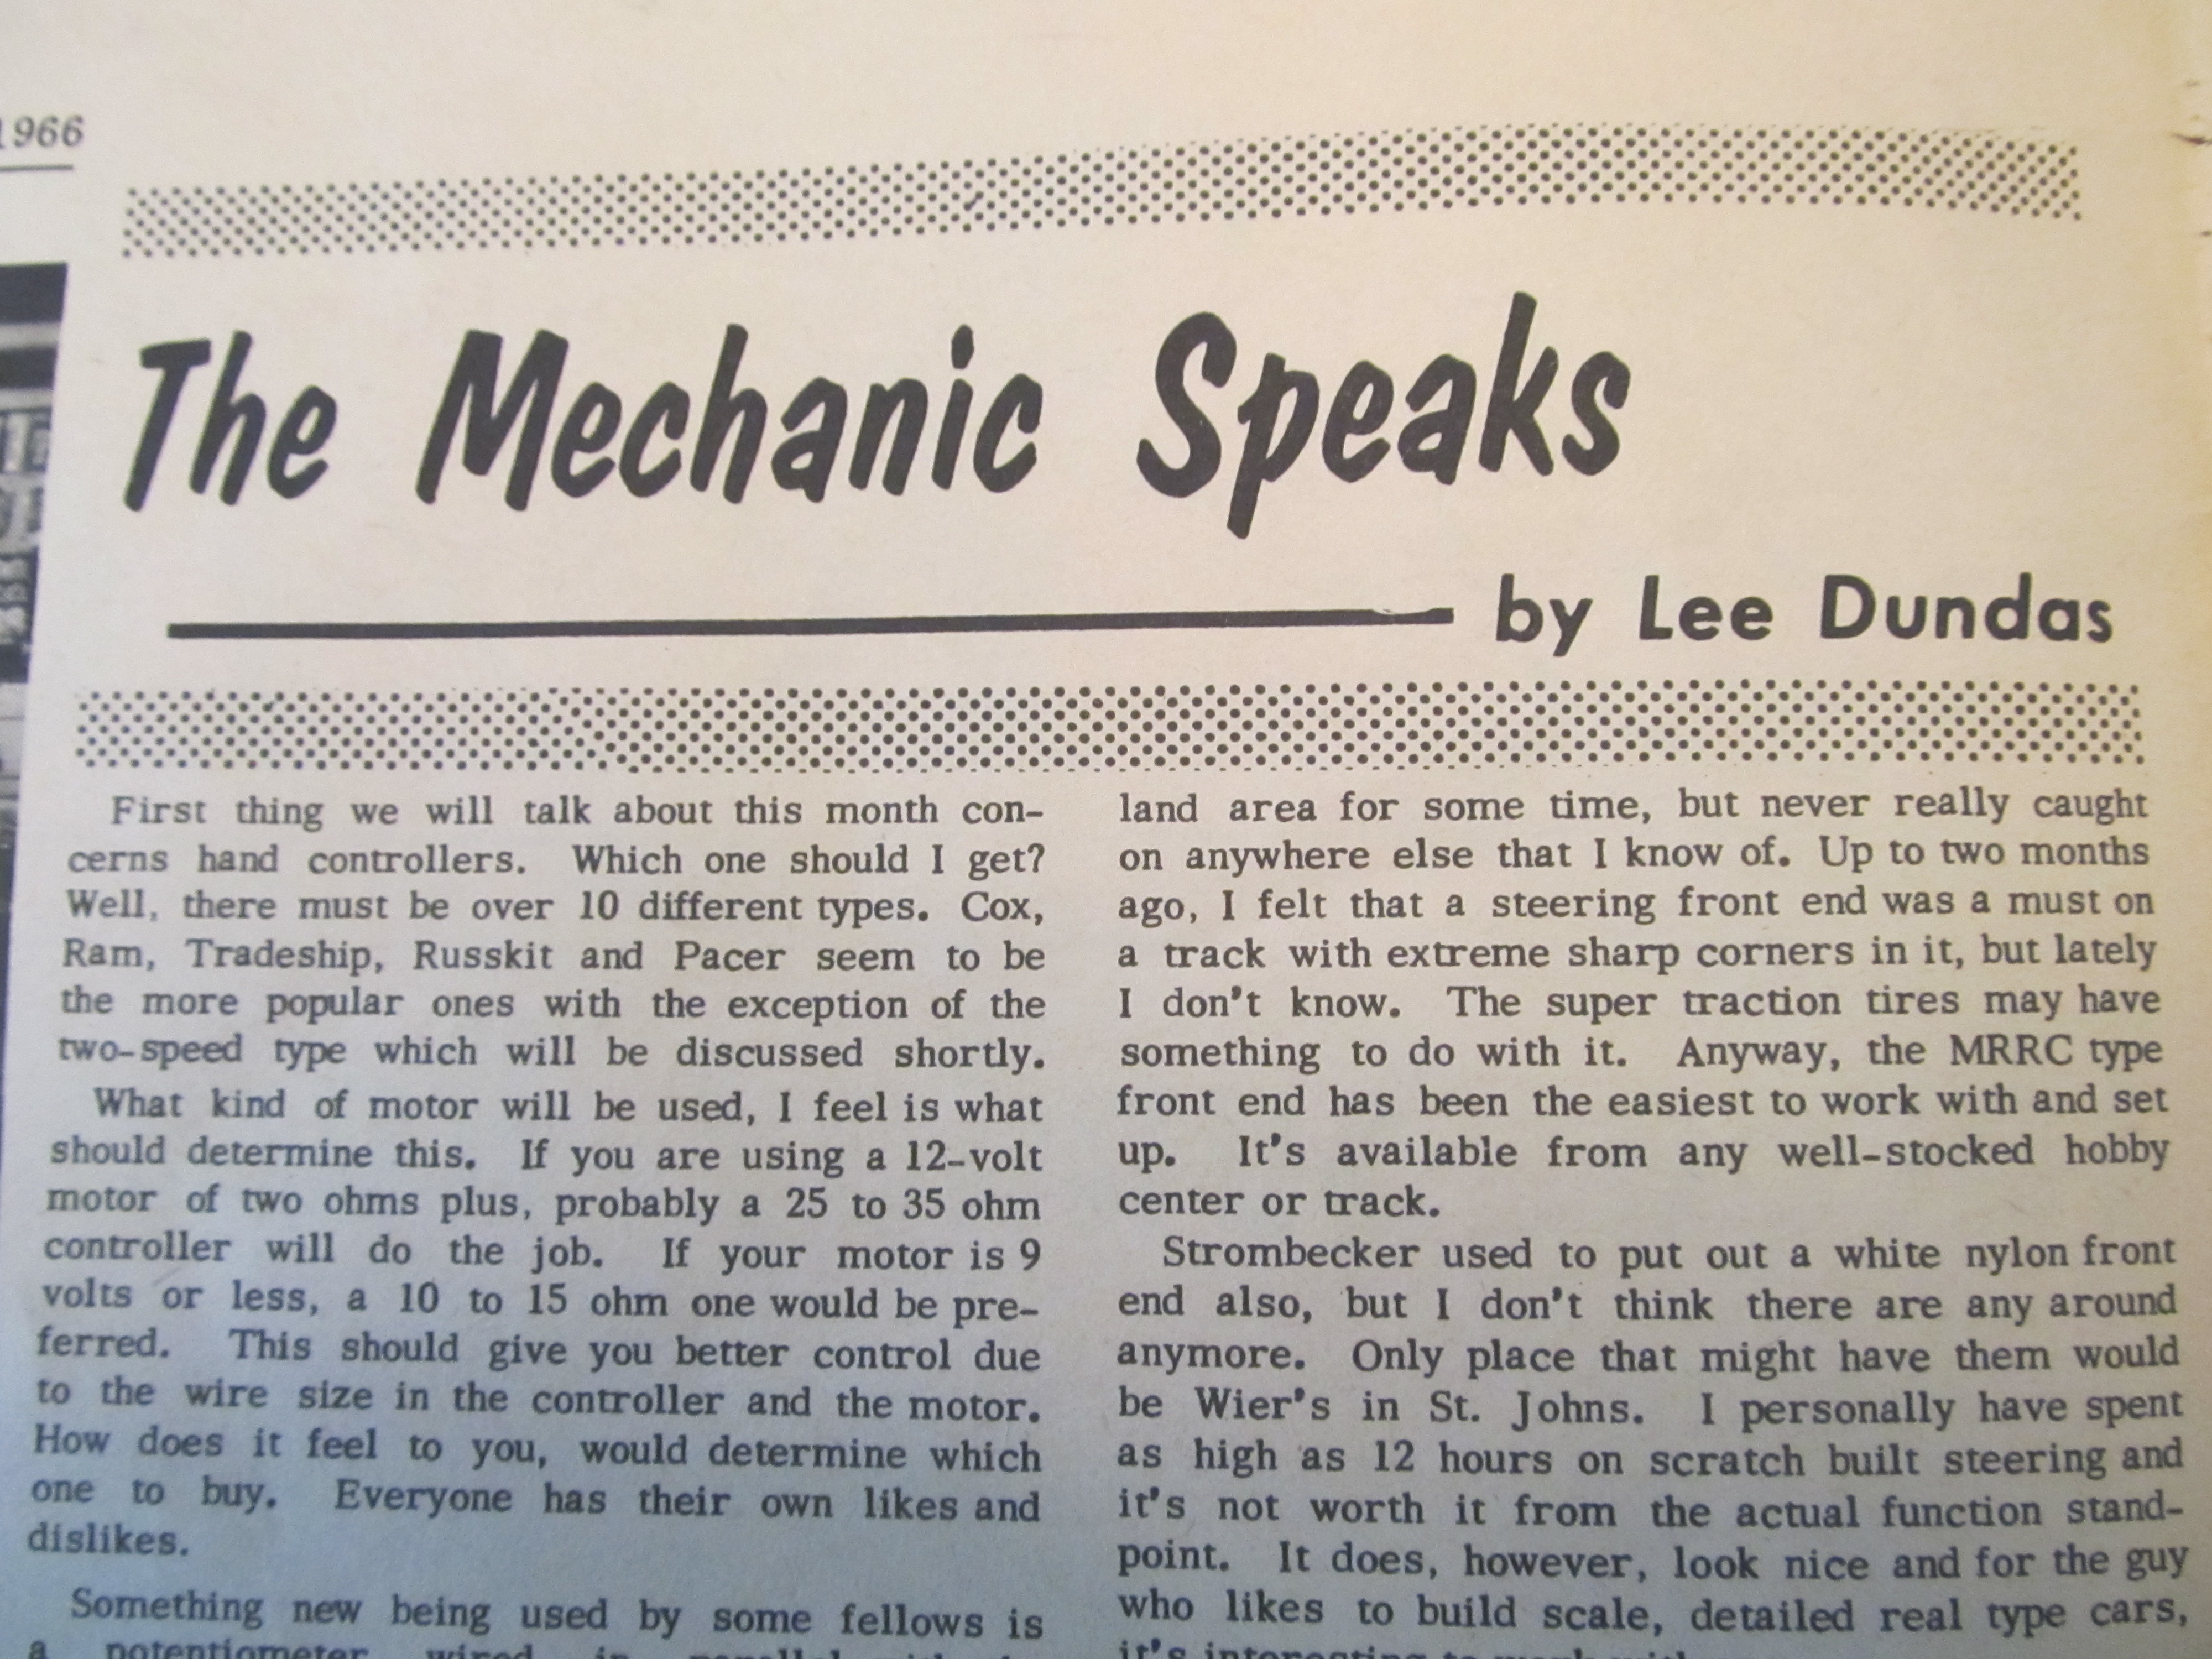 1966
The Mechanic Speaks
by Lee Dundas
First thing we will talk about this month con-
cerns hand controllers. Which one should I get?
Well, there must be over 10 different types. Cox,
Ram, Tradeship, Russkit and Pacer seem to be
the more popular ones with the exception of the
two-speed type which will be discussed shortly.
What kind of motor will be used, I feel is what
should determine this. If you are using a 12-volt
motor of two ohms plus, probably a 25 to 35 ohm
controller will do the job. If your motor is 9
volts or less, a 10 to 15 ohm one would be pre-
ferred. This should give you better control due
to the wire size in the controller and the motor.
How does it feel to you, would determine which
one to buy. Everyone has their own likes and
dislikes.
Something new being used by some fellows is
a potentiometer wired in parallel
land area for some time, but never really caught
on anywhere else that I know of. Up to two months
ago, I felt that a steering front end was a must on
a track with extreme sharp corners in it, but lately
I don't know. The super traction tires may have
something to do with it. Anyway, the MRRC type
front end has been the easiest to work with and set
up. It's available from any well-stocked hobby
center or track.
Strombecker used to put out a white nylon front
end also, but I don't think there are any around
anymore. Only place that might have them would
be Wier's in St. Johns. I personally have spent
as high as 12 hours on scratch built steering and
it's not worth it from the actual function stand-
point. It does, however, look nice and for the guy
who likes to build scale, detailed real type cars,
it's interesting to work with